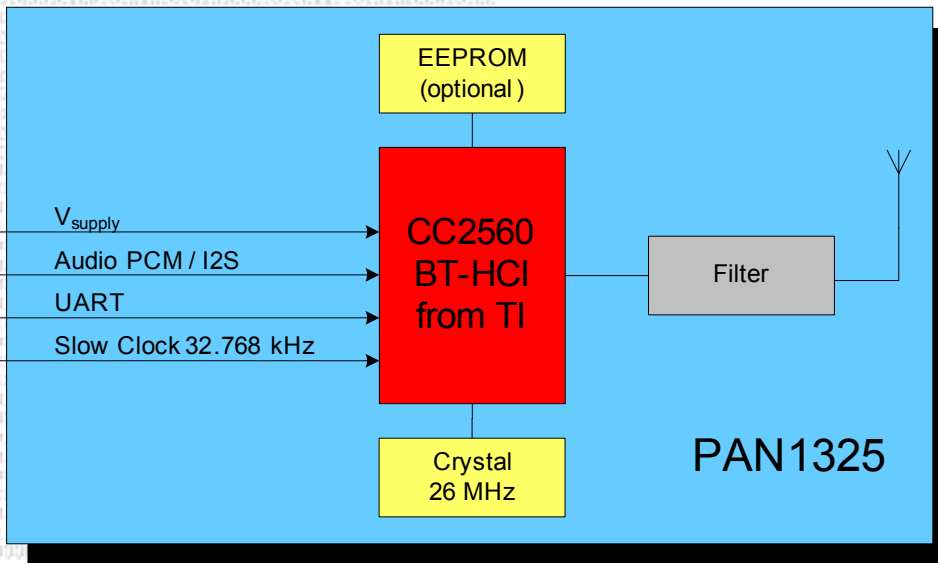 EEPROM
(optional)
Vsupply
Audio PCM / I2S
UART
Slow Clock 32.768 kHz
CC2560
BT-HCI
from TI
Filter
Crystal
26 MHz
PAN1325